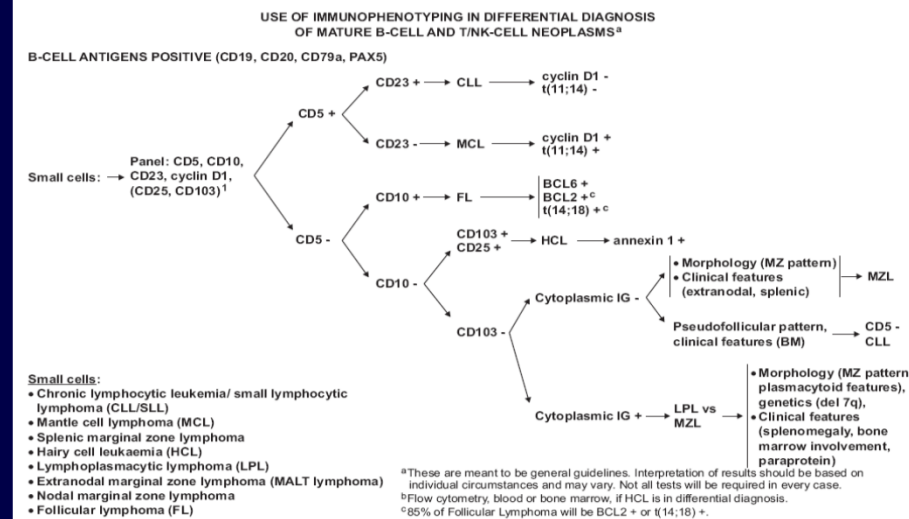 USE OF IMMUNOPHENOTYPING IN DIFFERENTIAL DIAGNOSIS
OF MATURE B-CELL AND T/NK-CELL NEOPLASMSa
B-CELL ANTIGENS POSITIVE (CD19, CD20, CD79a, PAX5)
Small cells:
Panel: CD5, CD10,
CD23, cyclin D1,
(CD25, CD103)1
CD5 +
CD23 +
CLL
cyclin D1 -
t(11;14) -
CD23 -
MCL
cyclin D1 +
t(11;14) +
CD5 -
CD10 +
FL
BCL6 +
BCL2 +c
t(14;18) +c
CD10 -
CD103 +
CD25 +
HCL
annexin 1 +
CD103 -
Cytoplasmic IG -
• Morphology (MZ pattern)
• Clinical features
(extranodal, splenic)
MZL
Pseudofollicular pattern,
clinical features (BM)
CD5 -
CLL
Cytoplasmic IG +
LPL vs
MZL
• Morphology (MZ pattern
plasmacytoid features),
genetics (del 7q),
• Clinical features
(splenomegaly, bone
marrow involvement,
paraprotein)
Small cells:
• Chronic lymphocytic leukemia/ small lymphocytic
lymphoma (CLL/SLL)
• Mantle cell lymphoma (MCL)
• Splenic marginal zone lymphoma
• Hairy cell leukaemia (HCL)
• Lymphoplasmacytic lymphoma (LPL)
• Extranodal marginal zone lymphoma (MALT lymphoma)
• Nodal marginal zone lymphoma
• Follicular lymphoma (FL)
aThese are meant to be general guidelines. Interpretation of results should be based on
individual circumstances and may vary. Not all tests will be required in every case.
bFlow cytometry, blood or bone marrow, if HCL is in differential diagnosis.
c85% of Follicular Lymphoma will be BCL2 + or t(14;18) +.